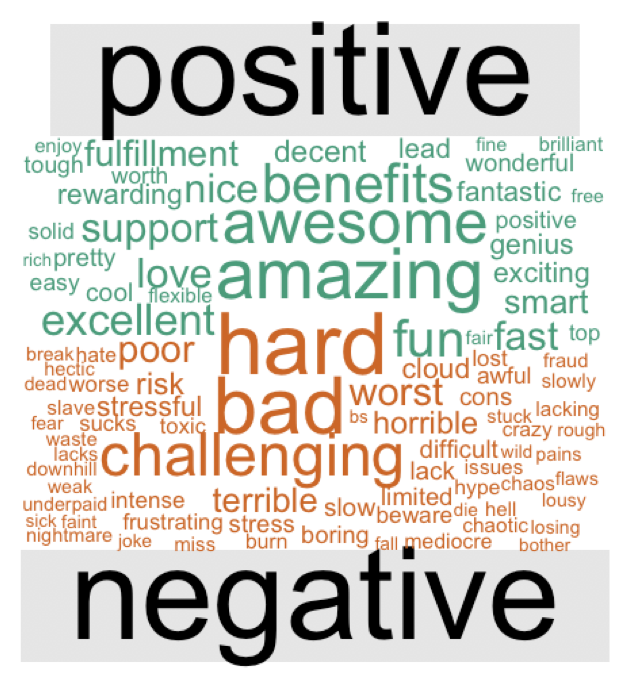 positive
enjoy fulfillment decent lead fine brilliant
tough worth wonderful
rewarding nice benefits fantastic free
solid support awesome positive
rich pretty love genius
easy cool flexible amazing exciting
excellent smart
hard fun fair fast top
break hate poor cloud lost fraud
hectic awful
dead worse risk bad worst cons slowly
slave stressful bs horrible stuck lacking
fear sucks toxic crazy rough
waste challenging difficult wild pains
lacks
downhill lack issues flaws
weak limited hype chaos
underpaid intense terrible slow beware die hell lousy
sick faint frustrating stress chaotic losing
nightmare joke miss burn boring fall mediocre bother
negative